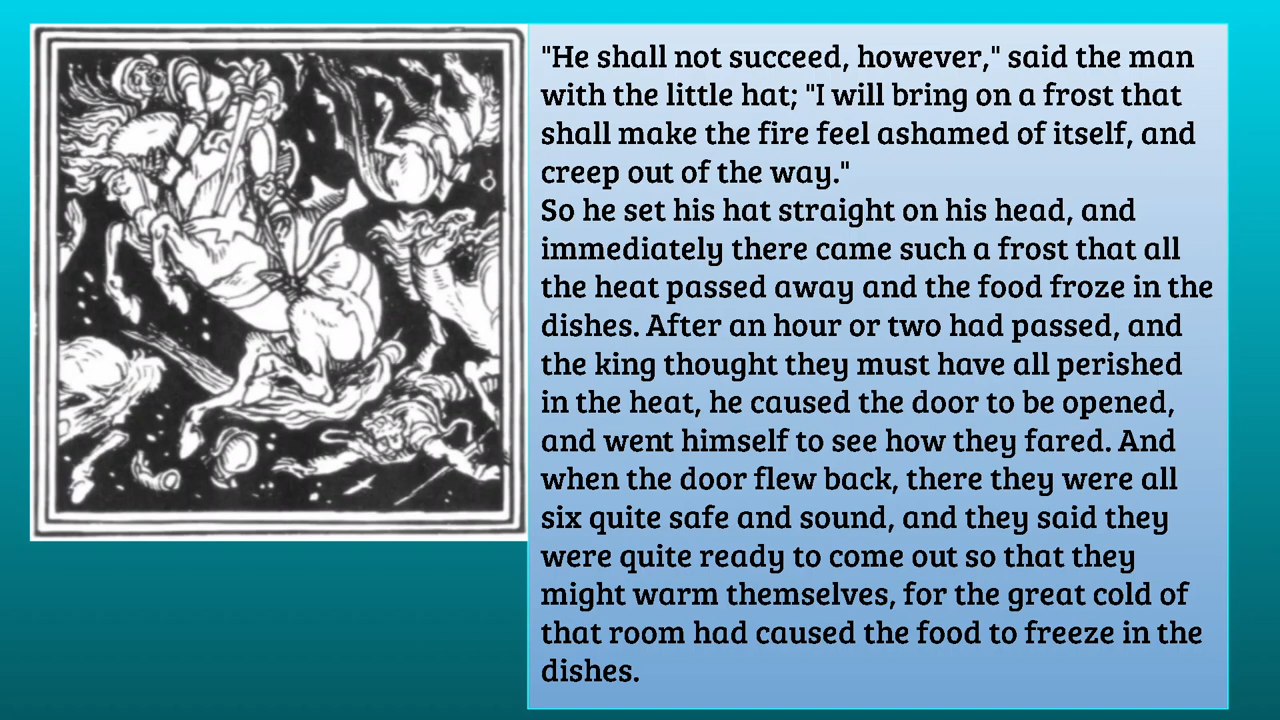 "He shall not succeed, however," said the man
with the little hat; "I will bring on a frost that
shall make the fire feel ashamed of itself, and
creep out of the way."
So he set his hat straight on his head, and
immediately there came such a frost that all
the heat passed away and the food froze in the
dishes. After an hour or two had passed, and
the king thought they must have all perished
in the heat, he caused the door to be opened,
and went himself to see how they fared. And
when the door flew back, there they were all
six quite safe and sound, and they said they
were quite ready to come out so that they
might warm themselves, for the great cold of
that room had caused the food to freeze in the
dishes.